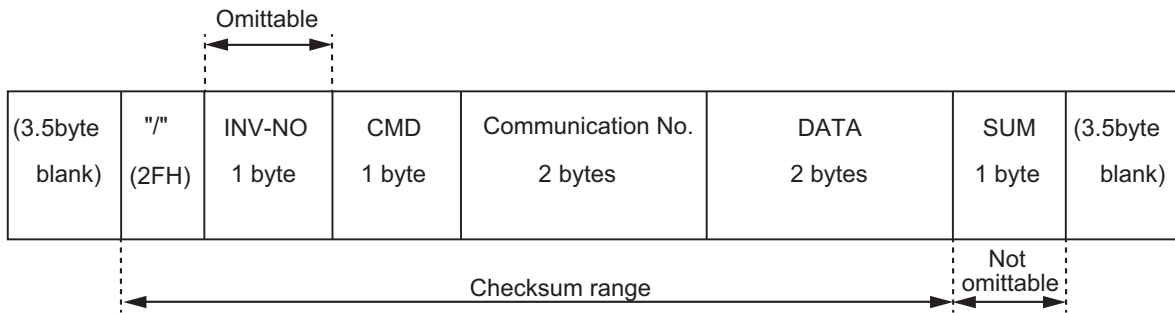 Omittable
(3.5byte
blank)
"/"
(2FH)
INV-NO
1 byte
CMD
1 byte
Communication No.
2 bytes
DATA
2 bytes
SUM
1 byte
(3.5byte
blank)
Checksum range
Not
omittable